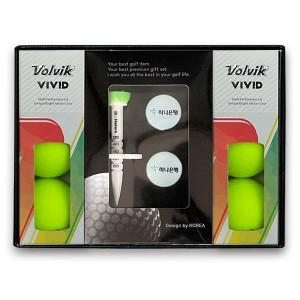 Your best golf item
Your best premium gift set
I wish you all the best in your golf life.
Volvik
VIVID
Volvik
VIVID
하나은행
하나은행
Design by KOREA